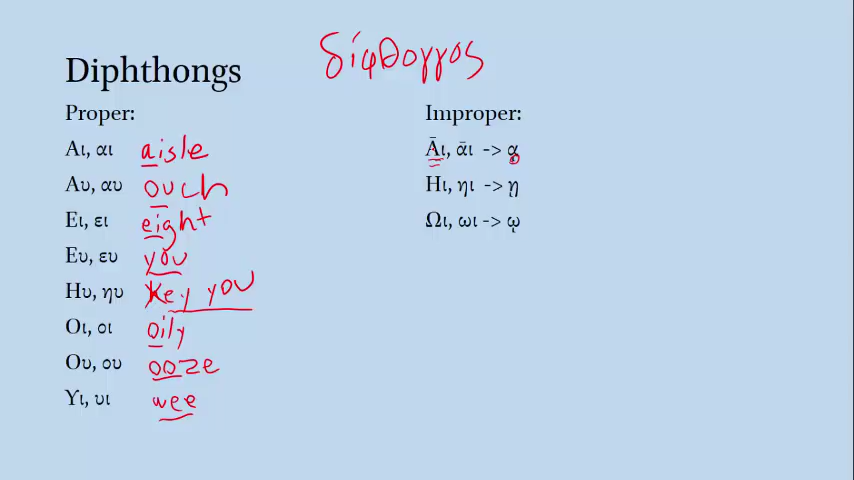 Diphthongs δίφθογγος
Proper:
Αι, αι aisle
Αυ, αυ ouch
Ει, ει eight
Ευ, ευ you
Ηυ, ηυ key you
Οι, οι oily
Ου, ου ooze
Υι, υι wee
Improper:
Ᾱι, ᾱι -> ᾳ
Ηι, ηι -> ῃ
Ωι, ωι -> ῳ